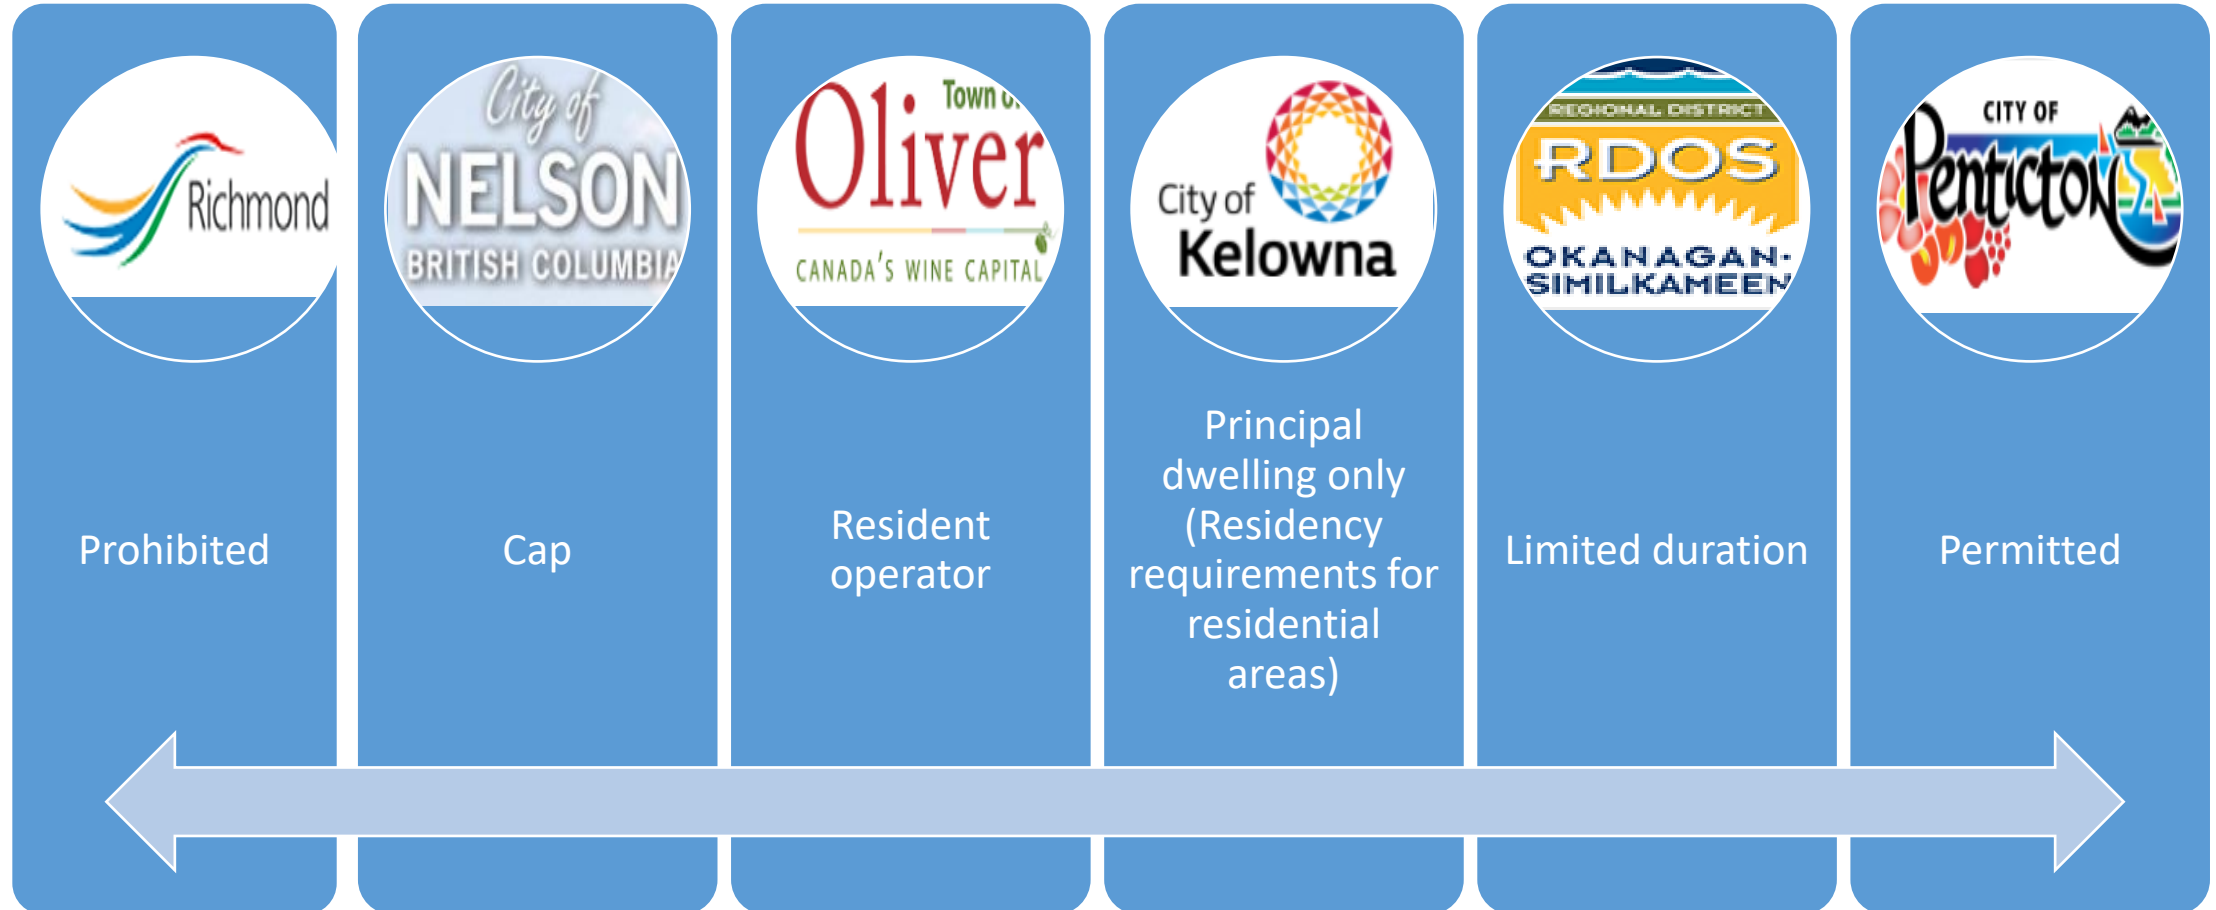 Richmond
City of
NELSON
BRITISH COLUMBIA
Town o
Oliver
CANADA'S WINE CAPITAL
City of
Kelowna
REGIONAL DISTRICT
RDOS
OKANAGAN-
SIMILKAMEEN
CITY OF
Penticton
Prohibited
Cap
Resident
operator
Principal
dwelling only
(Residency
requirements for
residential
areas)
Limited duration
Permitted